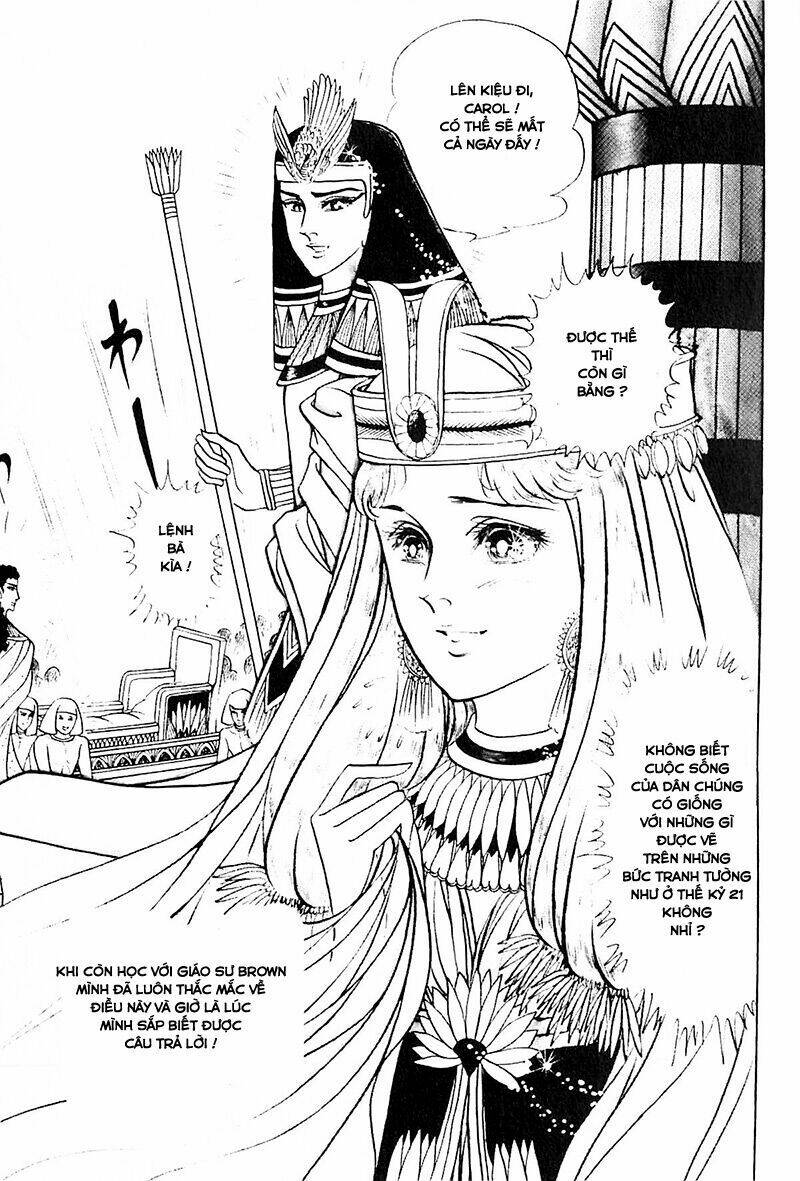 LÊN KIỆU ĐI,
CAROL !
CÓ THỂ SẼ MẤT
CẢ NGÀY ĐẤY !
ĐƯỢC THẾ
THÌ
CÒN GÌ
BẰNG ?
わー
LỆNH
BÀ
KÌA !
KHÔNG BIẾT
CUỘC SỐNG
CỦA DÂN CHÚNG
CÓ GIỐNG
VỚI NHỮNG GÌ
ĐƯỢC VẼ
TRÊN NHỮNG
BỨC TRANH TƯỜNG
NHƯ Ở THẾ KỶ 21
KHÔNG
NHỈ ?
KHI CÒN HỌC VỚI GIÁO SƯ BROWN
MÌNH ĐÃ LUÔN THẮC MẮC VỀ
ĐIỀU NÀY VÀ GIỜ LÀ LÚC
MÌNH SẮP BIẾT ĐƯỢC
CÂU TRẢ LỜI !